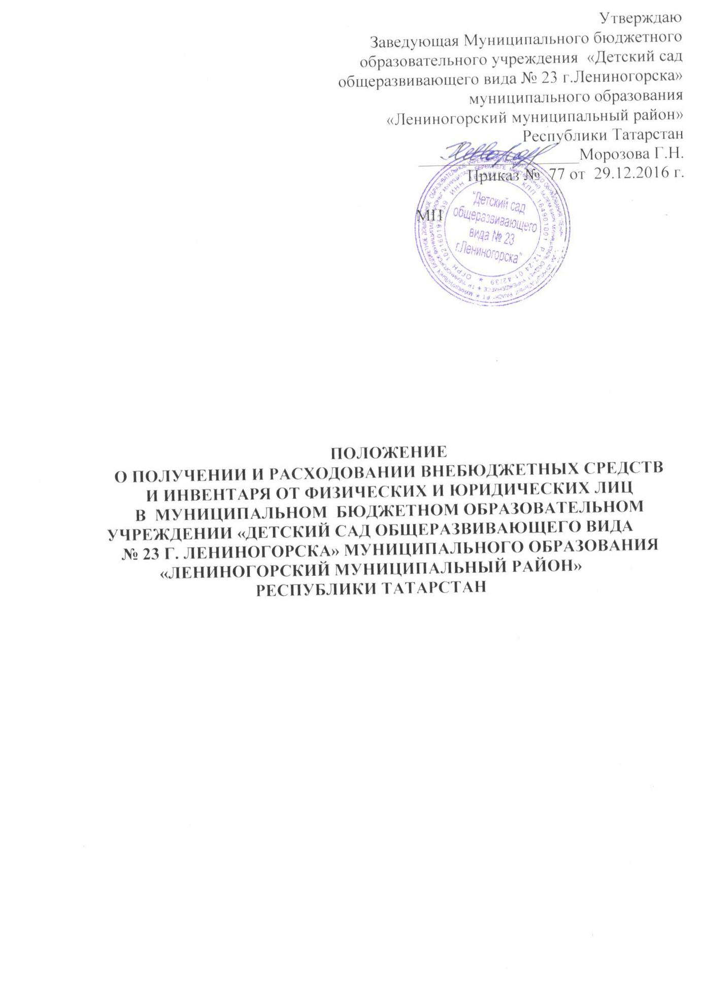 Утверждаю
Заведующая Муниципального бюджетного
образовательного учреждения «Детский сад
общеразвивающего вида № 23 г.Лениногорска»
муниципального образования
«Лениногорский муниципальный район»
Республики Татарстан
Морозова Г.Н.
Приказ № 77 от 29.12.2016 г.
МП
"Детский сад
общеразвивающего
вида № 23
г.Лениногорска"
ПОЛОЖЕНИЕ
О ПОЛУЧЕНИИ И РАСХОДОВАНИИ ВНЕБЮДЖЕТНЫХ СРЕДСТВ
И ИНВЕНТАРЯ ОТ ФИЗИЧЕСКИХ И ЮРИДИЧЕСКИХ ЛИЦ
В МУНИЦИПАЛЬНОМ БЮДЖЕТНОМ ОБРАЗОВАТЕЛЬНОМ
УЧРЕЖДЕНИИ «ДЕТСКИЙ САД ОБЩЕРАЗВИВАЮЩЕГО ВИДА
№ 23 Г. ЛЕНИНОГОРСКА» МУНИЦИПАЛЬНОГО ОБРАЗОВАНИЯ
«ЛЕНИНОГОРСКИЙ МУНИЦИПАЛЬНЫЙ РАЙОН»
РЕСПУБЛИКИ ТАТАРСТАН